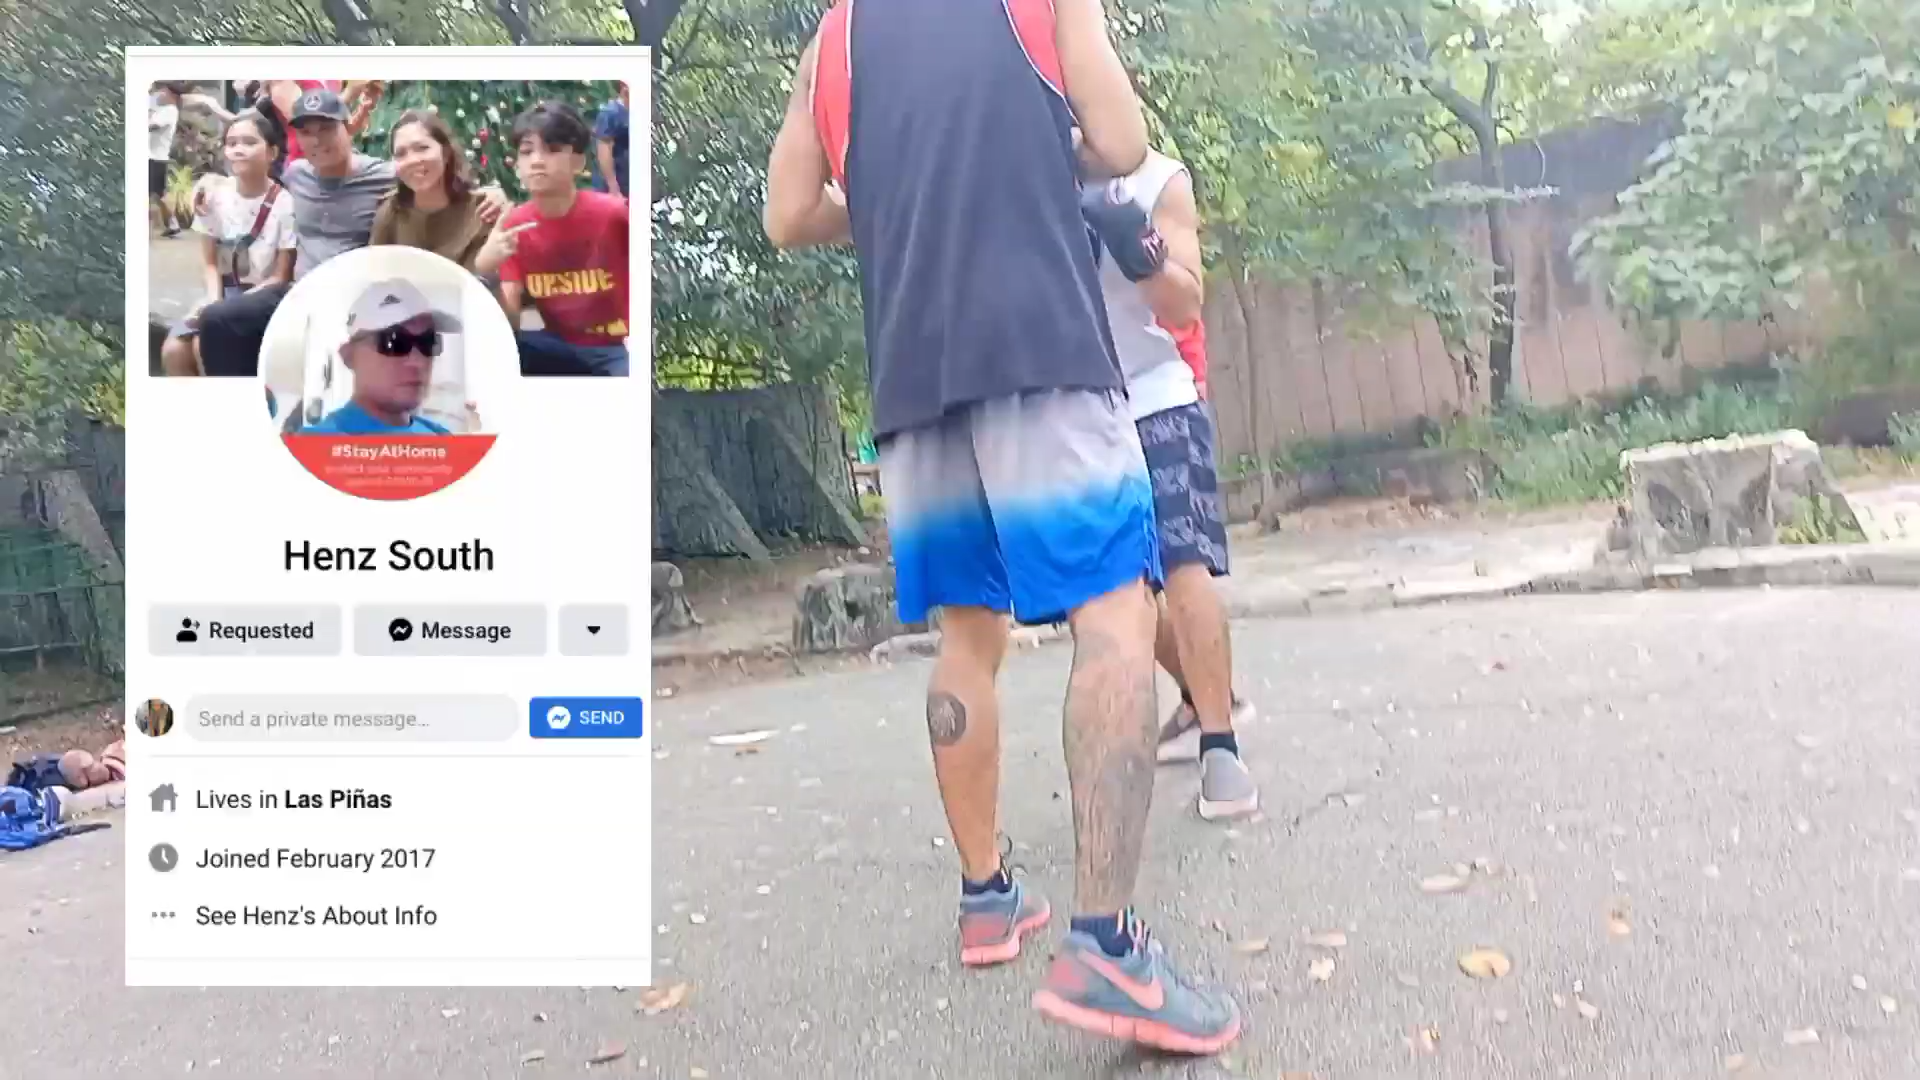 UPSIDE
#StayAtHome
Henz South
Requested
Message
Send a private message...
SEND
Lives in Las Piñas
Joined February 2017
See Henz's About Info